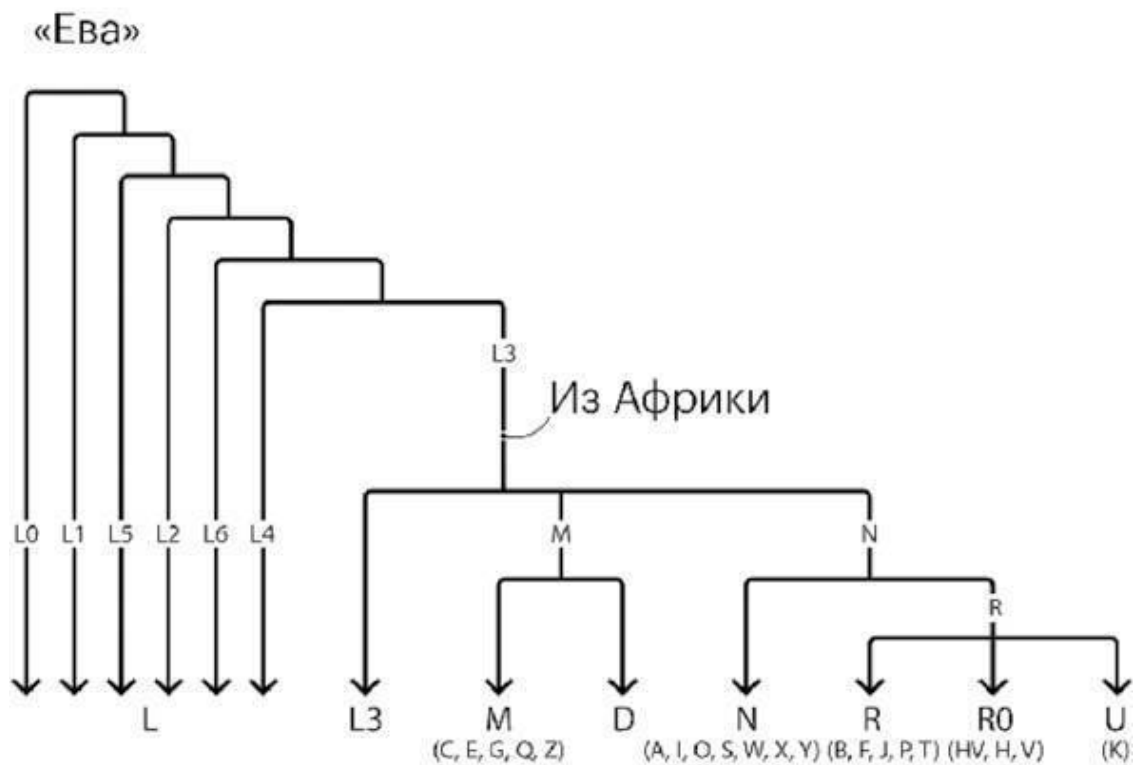 «Ева»
L3
Из Африки
L0 L1 L5 L2 L6 L4 M N
R
L L3 M D N R R0 U
(C, E, G, Q, Z) (A, I, O, S, W, X, Y) (B, F, J, P, T) (HV, H, V) (K)